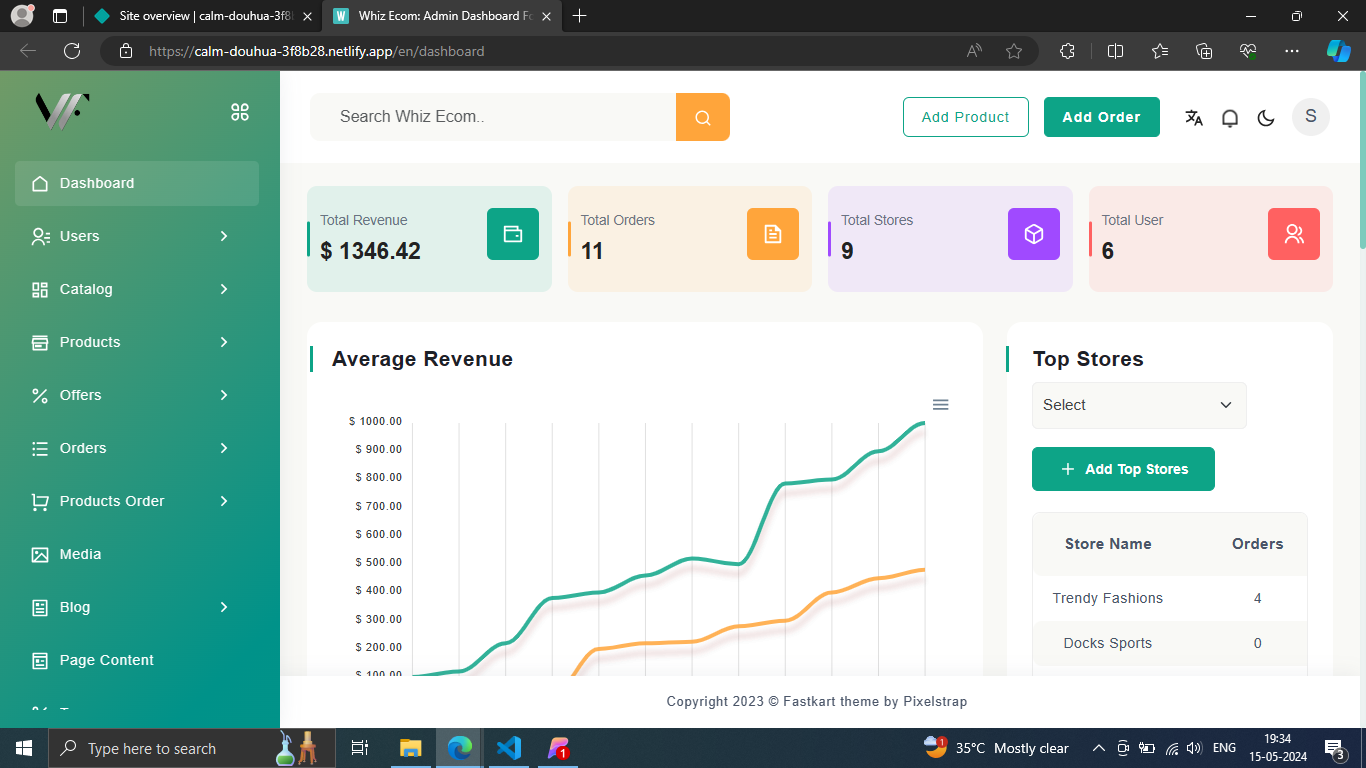 Site overview | calm-douhua-3f8b
Whiz Ecom: Admin Dashboard Fo
https://calm-douhua-3f8b28.netlify.app/en/dashboard
Search Whiz Ecom..
Add Product
Add Order
S
Dashboard
Users
Catalog
Products
Offers
Orders
Products Order
Media
Blog
Page Content
Total Revenue
$ 1346.42
Total Orders
11
Total Stores
9
Total User
6
Average Revenue
$ 1000.00
$ 900.00
$ 800.00
$ 700.00
$ 600.00
$ 500.00
$ 400.00
$ 300.00
$ 200.00
$ 100.00
Top Stores
Select
Add Top Stores
Store Name Orders
Trendy Fashions 4
Docks Sports 0
Copyright 2023 © Fastkart theme by Pixelstrap
Type here to search
1
1
35°C Mostly clear
ENG
19:34
15-05-2024
3